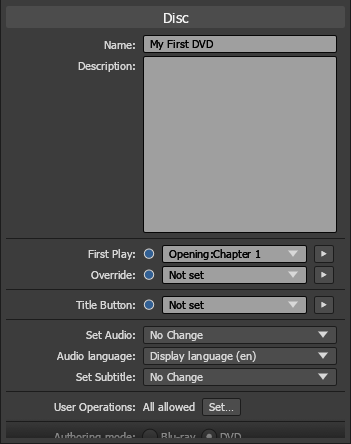 Disc
Name: My First DVD
Description:
First Play: Opening:Chapter 1
Override: Not set
Title Button: Not set
Set Audio: No Change
Audio language: Display language (en)
Set Subtitle: No Change
User Operations: All allowed Set...
Authoring mode: Blu-ray DVD